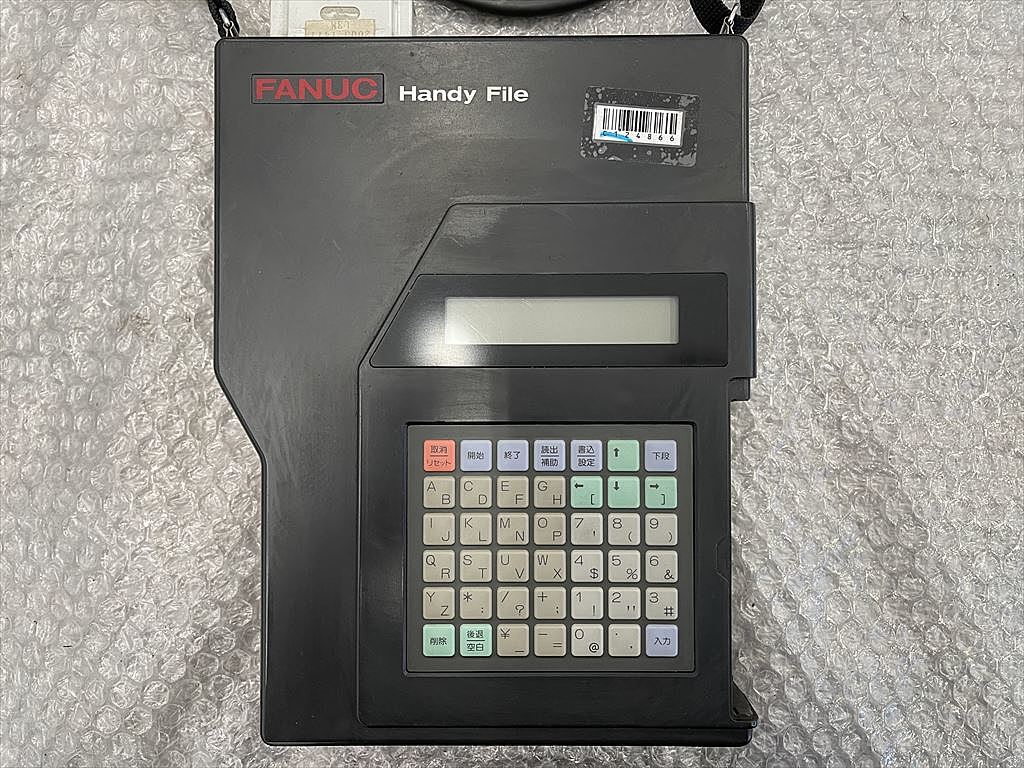 FANUC Handy File
C124866
取消 開始 終了 読出 書込 ↑ 下段
リセット 補助 設定
A B C D E F G H ← [ ↓ → ]
I J K L M N O P 7 ' 8 ( 9 )
Q R S T U V W X 4 $ 5 % 6 &
Y Z * : / ? + ; 1 ! 2 " 3 #
削除 後退 ¥ _ - = 0 @ . , 入力
空白